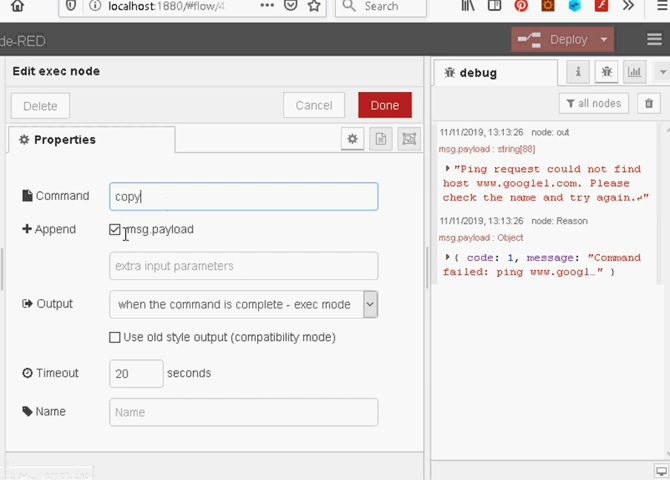 localhost:1880/#flow/4
Search
de-RED
Deploy
Edit exec node
Delete
Cancel
Done
Properties
Command
copy
Append
msg.payload
extra input parameters
Output
when the command is complete - exec mode
Use old style output (compatibility mode)
Timeout
20
seconds
Name
Name
debug
all nodes
11/11/2019, 13:13:26 node: out
msg.payload : string[88]
"Ping request could not find
host www.google1.com. Please
check the name and try again.↵"
11/11/2019, 13:13:26 node: Reason
msg.payload : Object
{ code: 1, message: "Command
failed: ping www.googl…" }